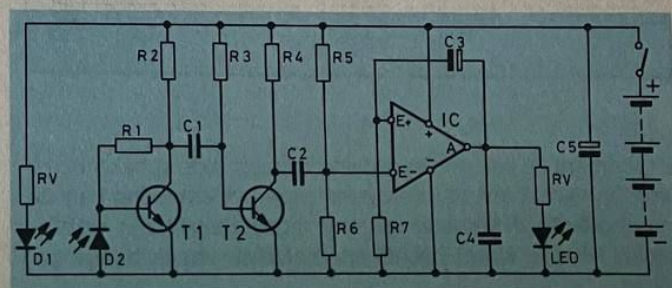 R2
R3
R4
R5
C3
IC
R1
C1
E+
+
+
A
C5
C2
E-
-
RV
RV
T1
T2
R6
R7
C4
D1
D2
LED
-